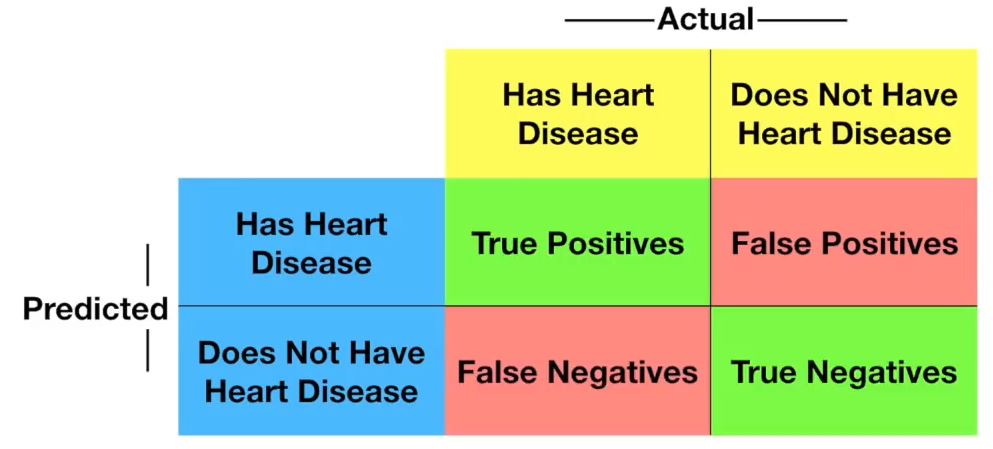 Actual
Has Heart
Disease
Does Not Have
Heart Disease
Has Heart
Disease
True Positives
False Positives
Predicted
Does Not Have
Heart Disease
False Negatives
True Negatives